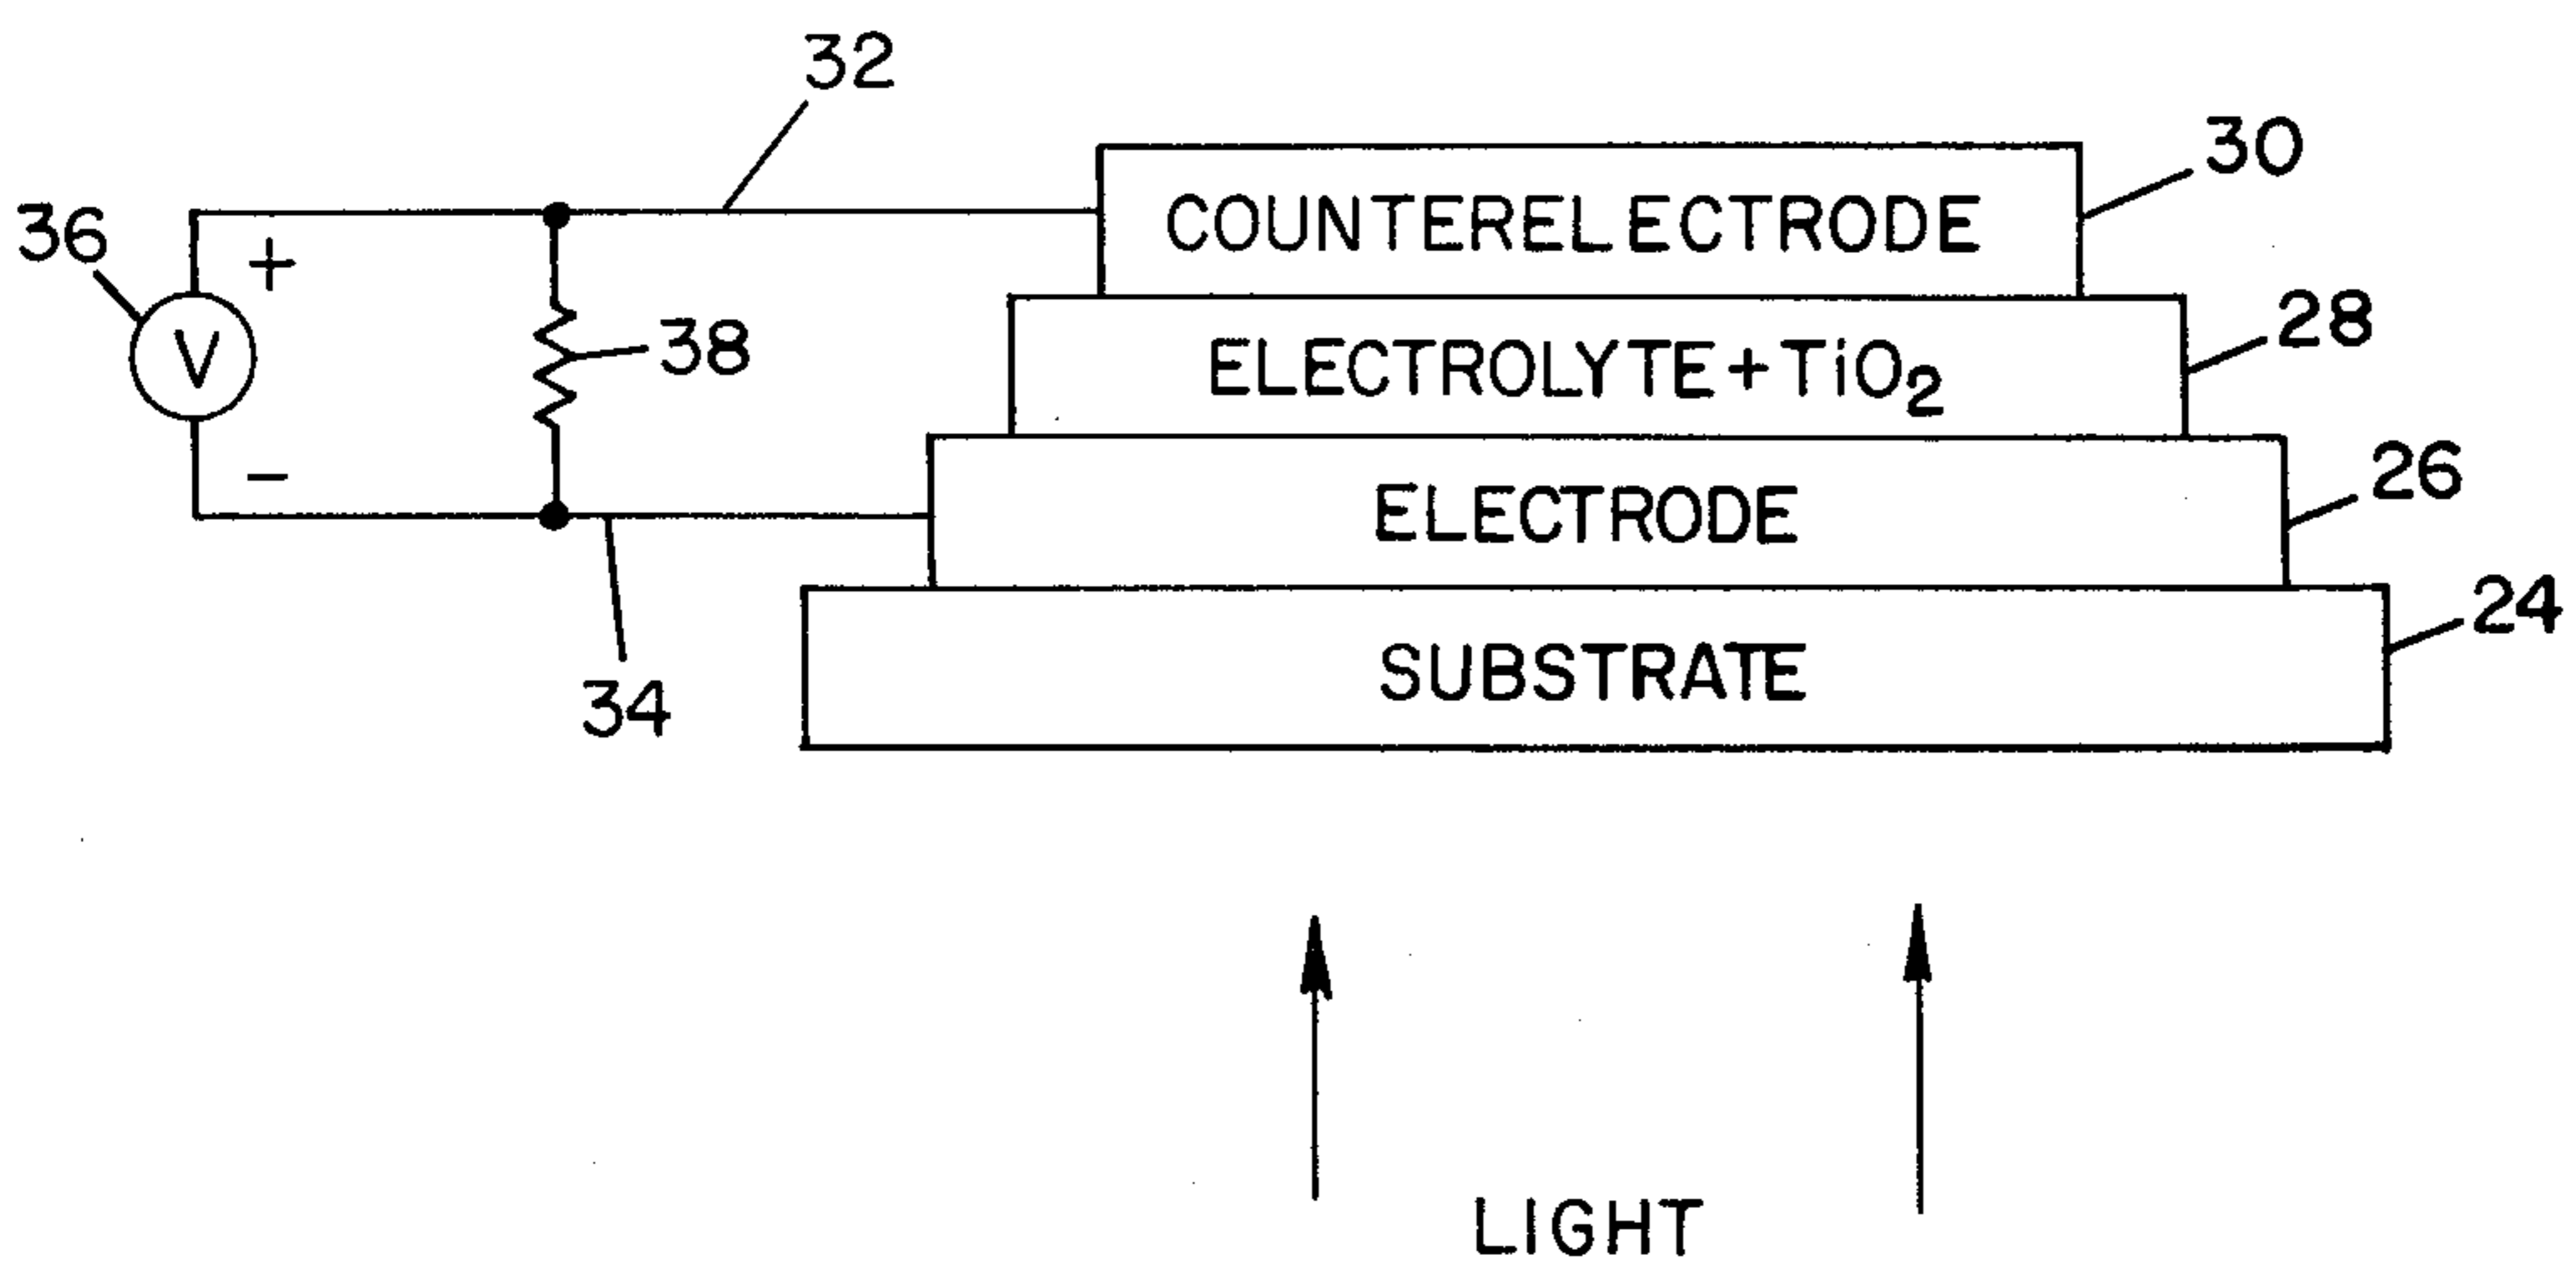 32
30
COUNTERELECTRODE
36
+
V
38
28
ELECTROLYTE + TiO₂
26
−
ELECTRODE
24
SUBSTRATE
34
LIGHT